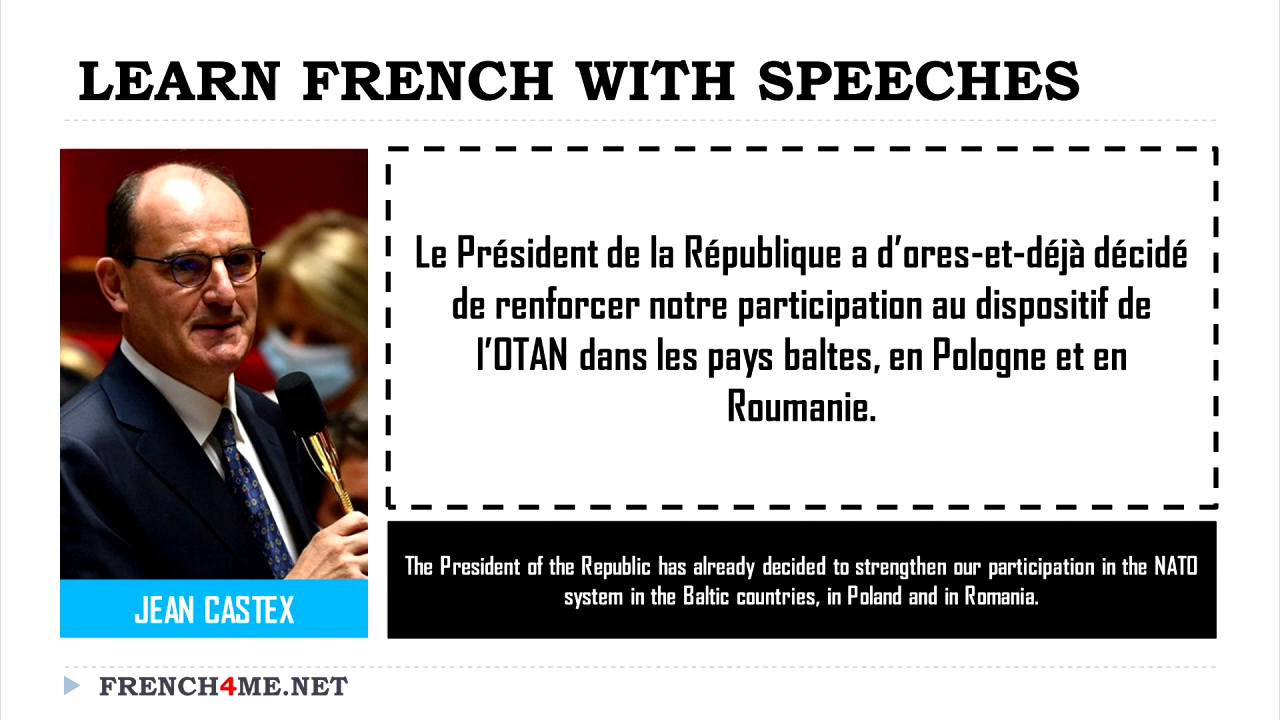 LEARN FRENCH WITH SPEECHES
Le Président de la République a d’ores-et-déjà décidé
de renforcer notre participation au dispositif de
l’OTAN dans les pays baltes, en Pologne et en
Roumanie.
The President of the Republic has already decided to strengthen our participation in the NATO
system in the Baltic countries, in Poland and in Romania.
JEAN CASTEX
FRENCH4ME.NET